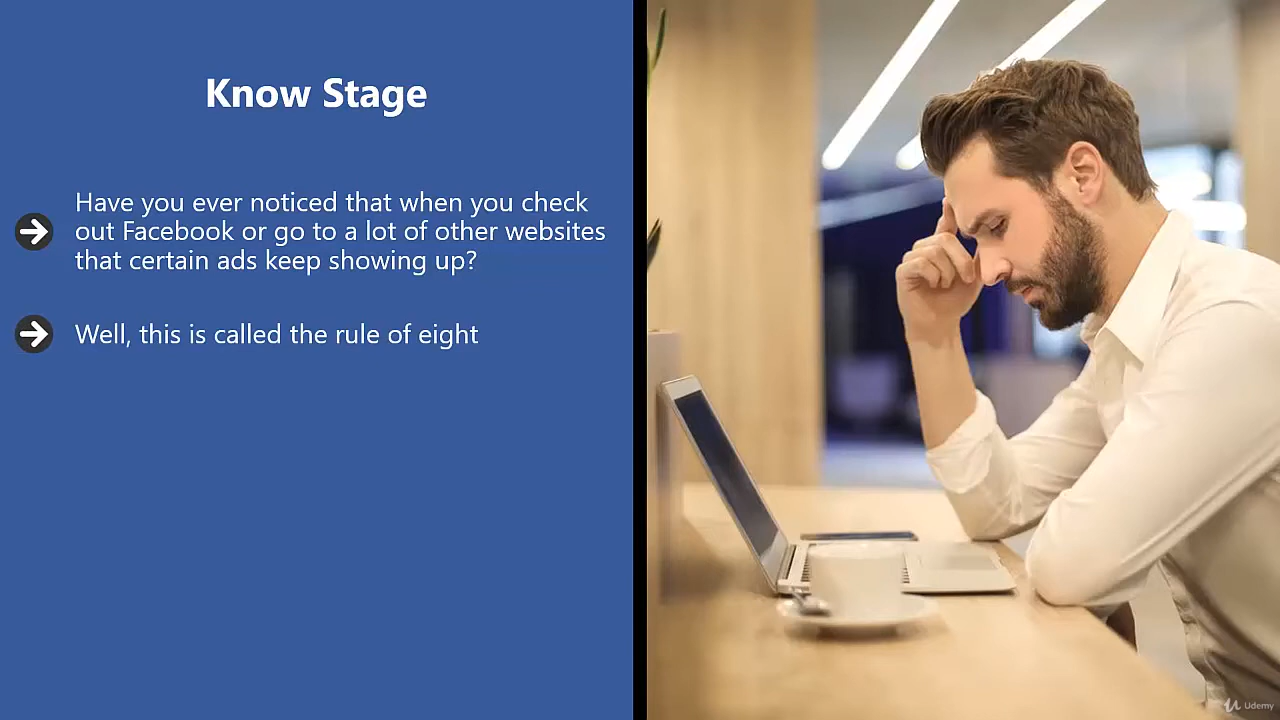 Know Stage
Have you ever noticed that when you check
out Facebook or go to a lot of other websites
that certain ads keep showing up?
Well, this is called the rule of eight
Udemy